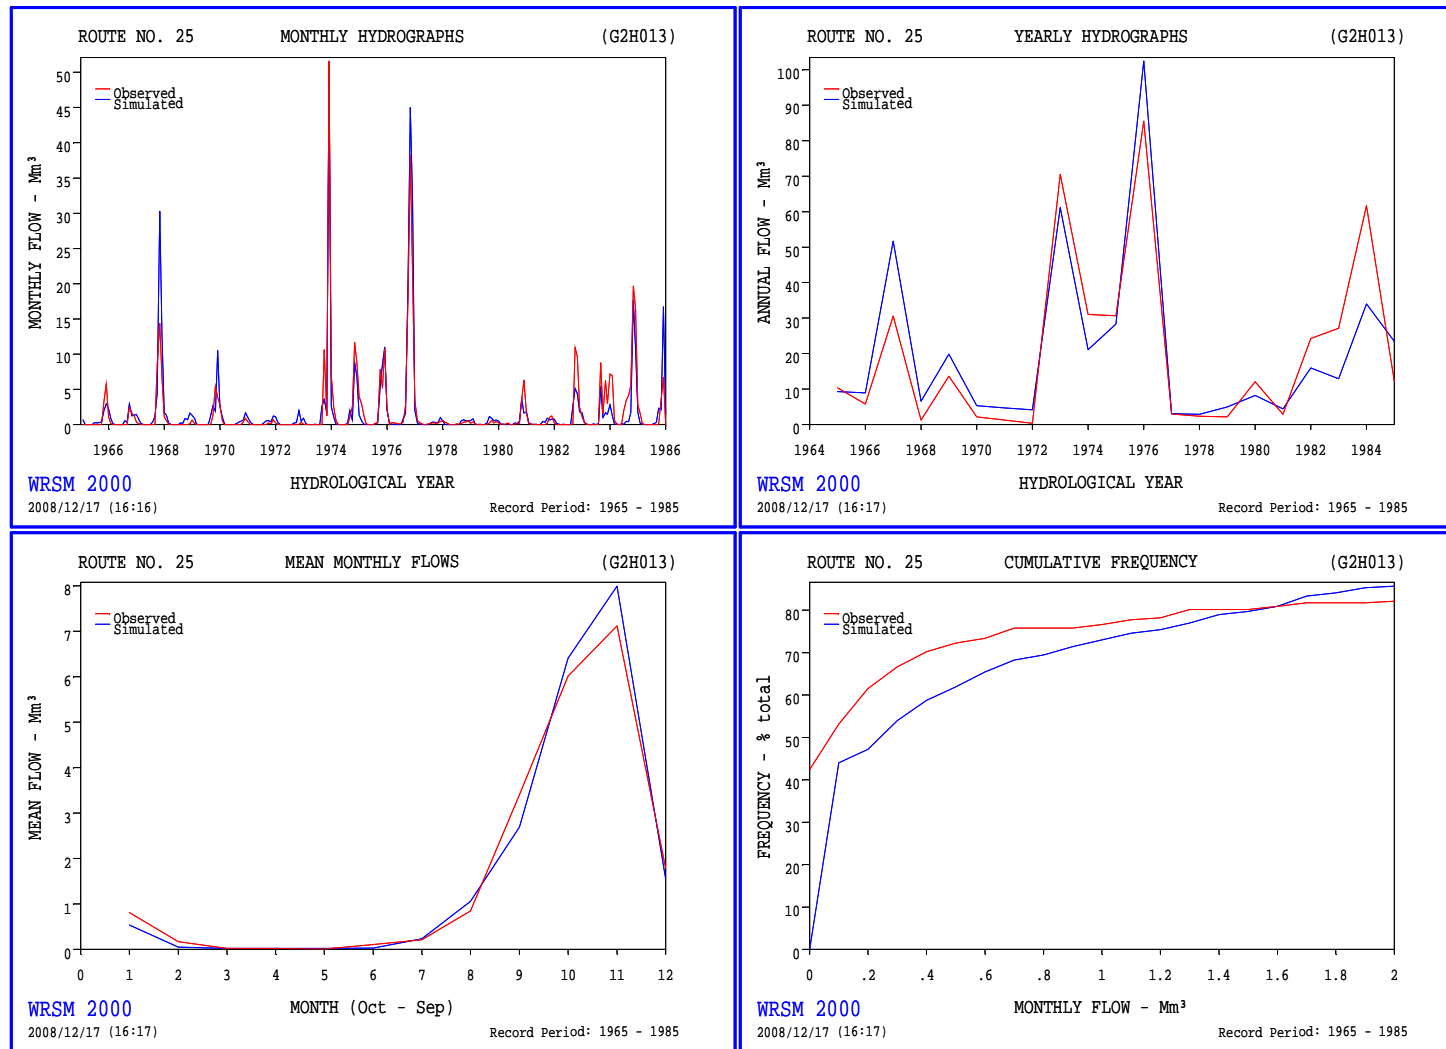 ROUTE NO. 25 MONTHLY HYDROGRAPHS (G2H013)
Observed
Simulated
50
45
40
35
30
25
20
15
10
5
0
MONTHLY FLOW - Mm³
1966 1968 1970 1972 1974 1976 1978 1980 1982 1984 1986
WRSM 2000 HYDROLOGICAL YEAR
2008/12/17 (16:16) Record Period: 1965 - 1985
ROUTE NO. 25 YEARLY HYDROGRAPHS (G2H013)
Observed
Simulated
100
90
80
70
60
50
40
30
20
10
0
ANNUAL FLOW - Mm³
1964 1966 1968 1970 1972 1974 1976 1978 1980 1982 1984
WRSM 2000 HYDROLOGICAL YEAR
2008/12/17 (16:17) Record Period: 1965 - 1985
ROUTE NO. 25 MEAN MONTHLY FLOWS (G2H013)
Observed
Simulated
8
7
6
5
4
3
2
1
0
MEAN FLOW - Mm³
0 1 2 3 4 5 6 7 8 9 10 11 12
WRSM 2000 MONTH (Oct - Sep)
2008/12/17 (16:17) Record Period: 1965 - 1985
ROUTE NO. 25 CUMULATIVE FREQUENCY (G2H013)
Observed
Simulated
80
70
60
50
40
30
20
10
0
FREQUENCY - % total
0 .2 .4 .6 .8 1 1.2 1.4 1.6 1.8 2
WRSM 2000 MONTHLY FLOW - Mm³
2008/12/17 (16:17) Record Period: 1965 - 1985